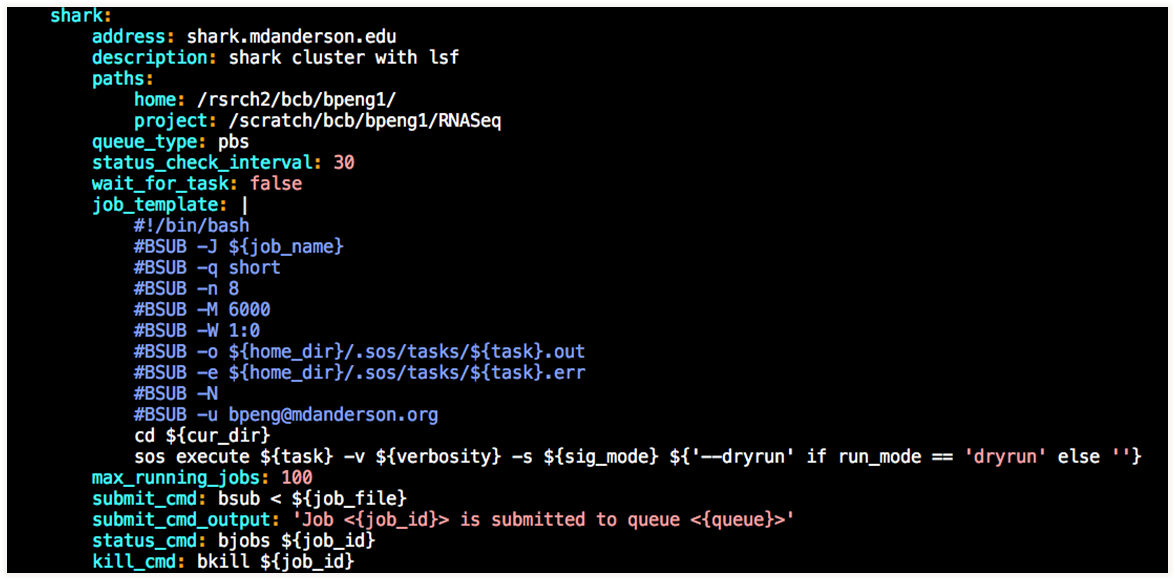 shark:
address: shark.mdanderson.edu
description: shark cluster with lsf
paths:
home: /rsrch2/bcb/bpeng1/
project: /scratch/bcb/bpeng1/RNASeq
queue_type: pbs
status_check_interval: 30
wait_for_task: false
job_template: |
#!/bin/bash
#BSUB -J ${job_name}
#BSUB -q short
#BSUB -n 8
#BSUB -M 6000
#BSUB -W 1:0
#BSUB -o ${home_dir}/.sos/tasks/${task}.out
#BSUB -e ${home_dir}/.sos/tasks/${task}.err
#BSUB -N
#BSUB -u bpeng@mdanderson.org
cd ${cur_dir}
sos execute ${task} -v ${verbosity} -s ${sig_mode} ${'--dryrun' if run_mode == 'dryrun' else ''}
max_running_jobs: 100
submit_cmd: bsub < ${job_file}
submit_cmd_output: 'Job <{job_id}> is submitted to queue <{queue}>'
status_cmd: bjobs ${job_id}
kill_cmd: bkill ${job_id}